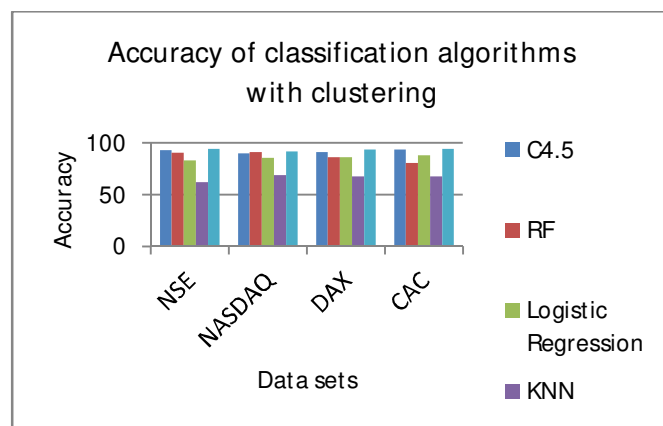 Accuracy of classification algorithms
with clustering
100
50
0
Accuracy
NSE
NASDAQ
DAX
CAC
Data sets
C4.5
RF
Logistic
Regression
KNN